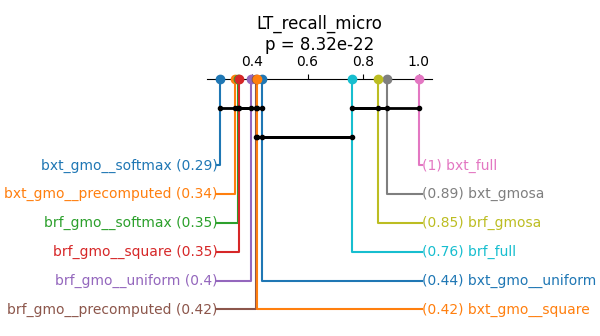 LT_recall_micro
p = 8.32e-22
0.4 0.6 0.8 1.0
bxt_gmo__softmax (0.29) (1) bxt_full
bxt_gmo__precomputed (0.34) (0.89) bxt_gmosa
brf_gmo__softmax (0.35) (0.85) brf_gmosa
brf_gmo__square (0.35) (0.76) brf_full
brf_gmo__uniform (0.4) (0.44) bxt_gmo__uniform
brf_gmo__precomputed (0.42) (0.42) bxt_gmo__square